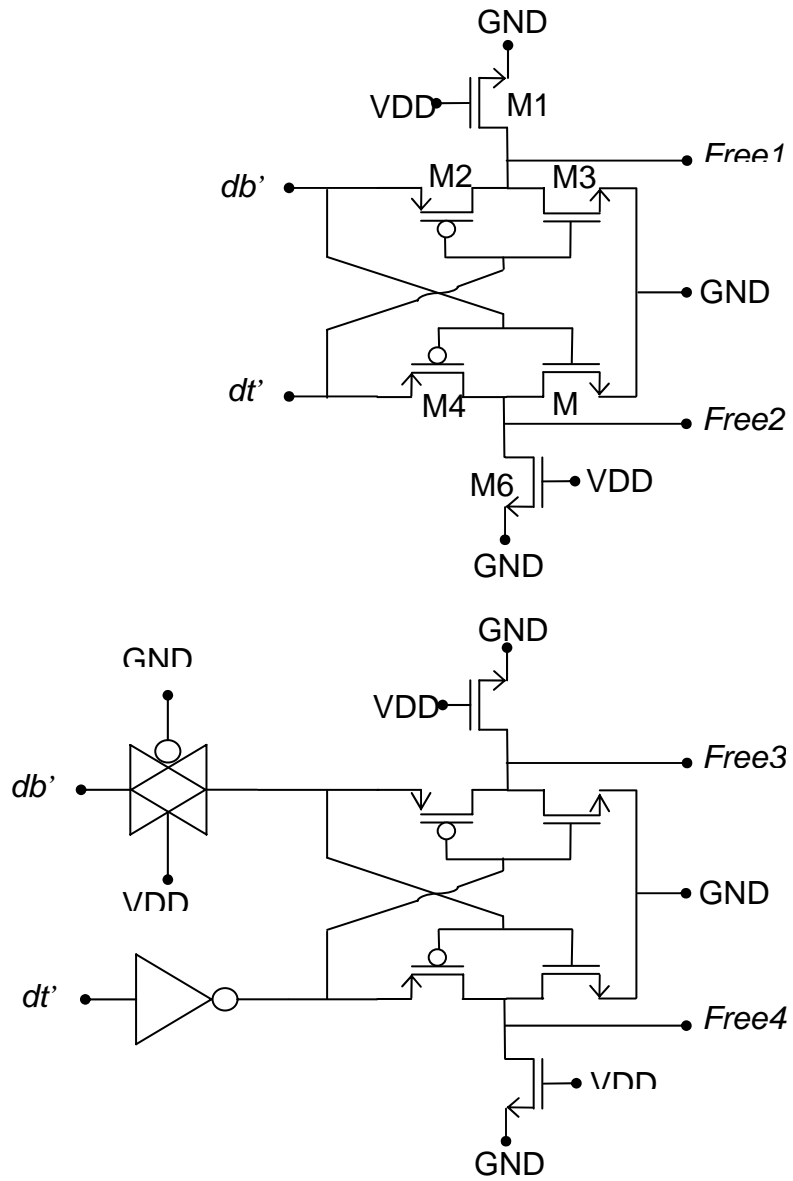 GND
VDD
M1
Free1
db’
M2
M3
GND
dt’
M4
M
Free2
M6
VDD
GND
GND
GND
VDD
Free3
db’
VDD
GND
dt’
Free4
VDD
GND